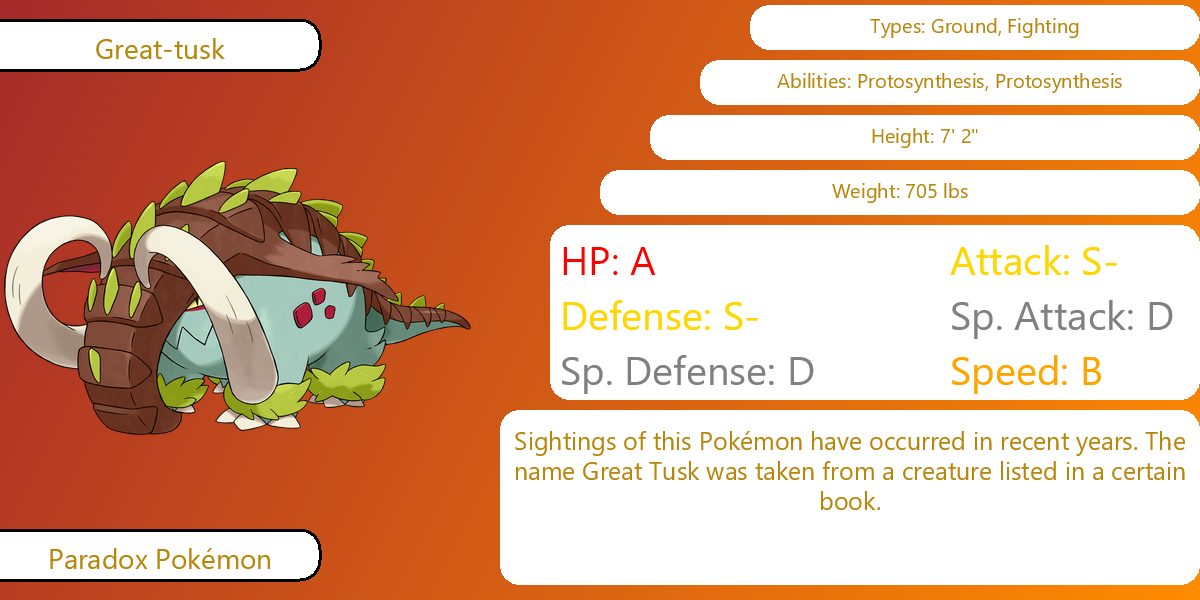 Great-tusk
Types: Ground, Fighting
Abilities: Protosynthesis, Protosynthesis
Height: 7' 2"
Weight: 705 lbs
HP: A
Attack: S-
Defense: S-
Sp. Attack: D
Sp. Defense: D
Speed: B
Sightings of this Pokémon have occurred in recent years. The
name Great Tusk was taken from a creature listed in a certain
book.
Paradox Pokémon